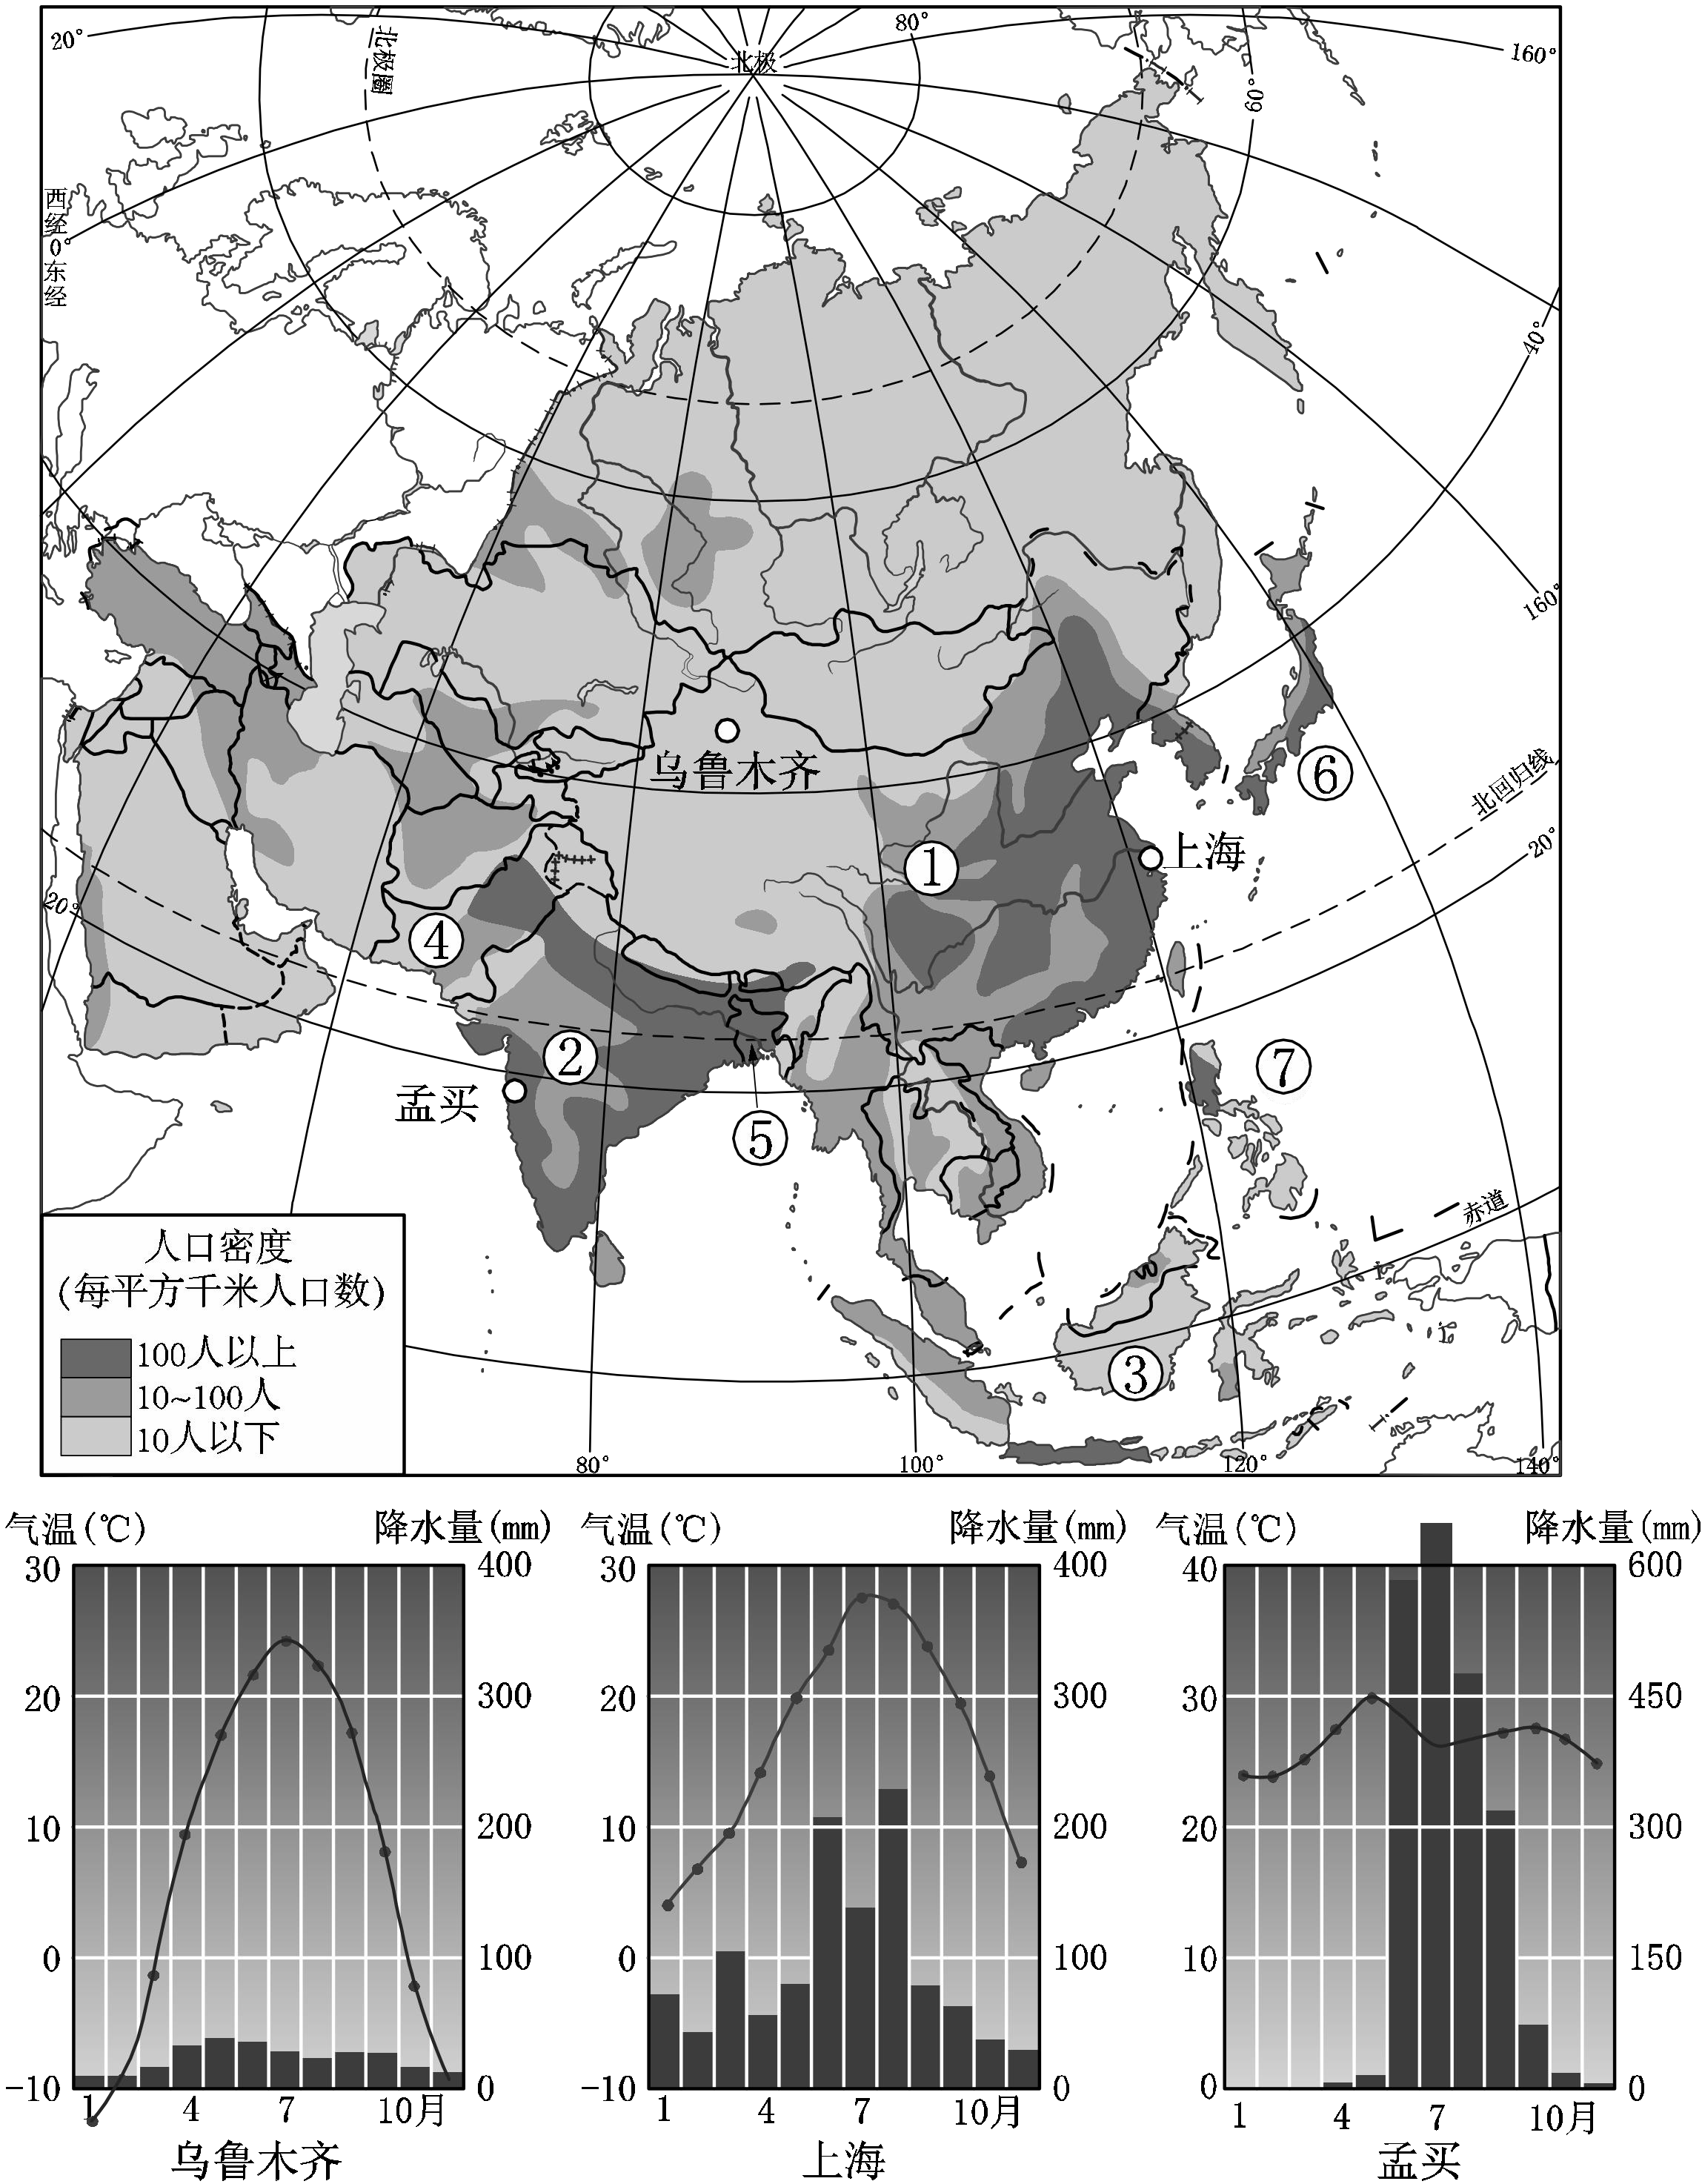 20°
北极圈
北极
80°
160°
60°
西经
0°
东经
40°
160°
乌鲁木齐
⑥
北回归线
20°
①
上海
20°
④
②
⑦
孟买
⑤
赤道
人口密度
(每平方千米人口数)
100人以上
10~100人
10人以下
③
80°
100°
120°
140°
气温(℃)
降水量(mm)
30
400
20
300
10
200
0
100
-10
0
1
4
7
10月
乌鲁木齐
气温(℃)
降水量(mm)
30
400
20
300
10
200
0
100
-10
0
1
4
7
10月
上海
气温(℃)
降水量(mm)
40
600
30
450
20
300
10
150
0
0
1
4
7
10月
孟买